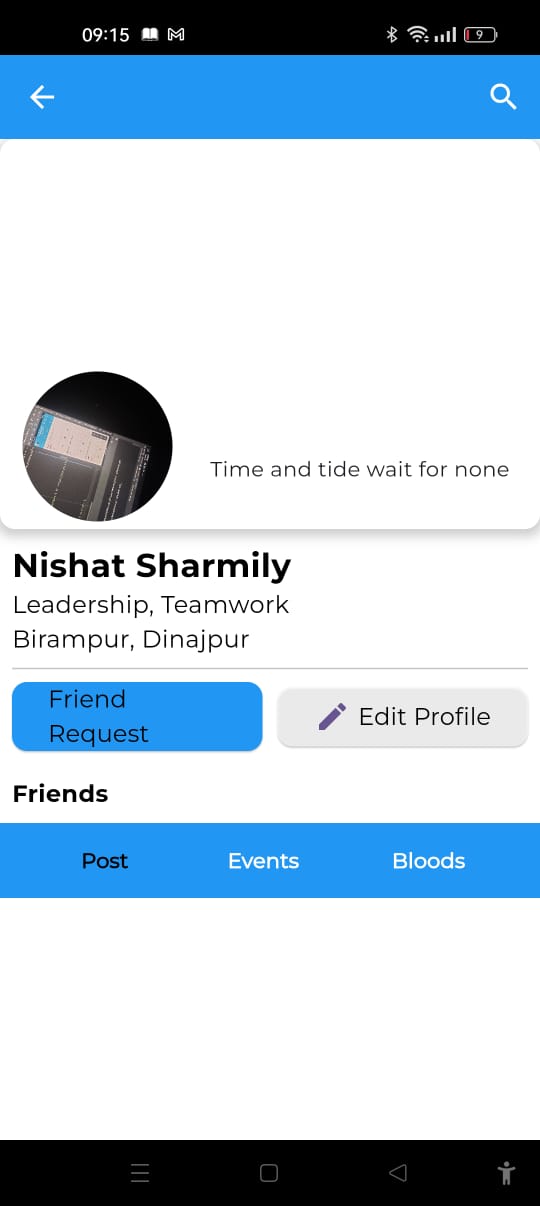 09:15
9
Time and tide wait for none
Nishat Sharmily
Leadership, Teamwork
Birampur, Dinajpur
Friend
Request
Edit Profile
Friends
Post Events Bloods